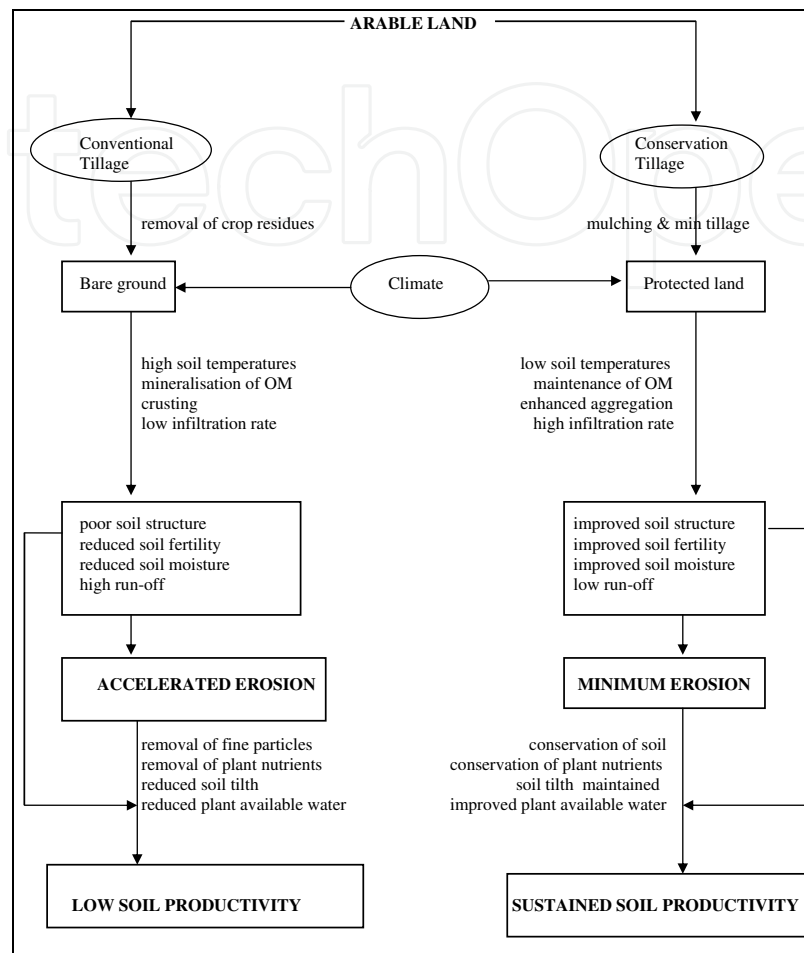 ARABLE LAND
Conventional
Tillage
Conservation
Tillage
removal of crop residues
mulching & min tillage
Bare ground
Climate
Protected land
high soil temperatures
mineralisation of OM
crusting
low infiltration rate
low soil temperatures
maintenance of OM
enhanced aggregation
high infiltration rate
poor soil structure
reduced soil fertility
reduced soil moisture
high run-off
improved soil structure
improved soil fertility
improved soil moisture
low run-off
ACCELERATED EROSION
MINIMUM EROSION
removal of fine particles
removal of plant nutrients
reduced soil tilth
reduced plant available water
conservation of soil
conservation of plant nutrients
soil tilth maintained
improved plant available water
LOW SOIL PRODUCTIVITY
SUSTAINED SOIL PRODUCTIVITY
techOpe